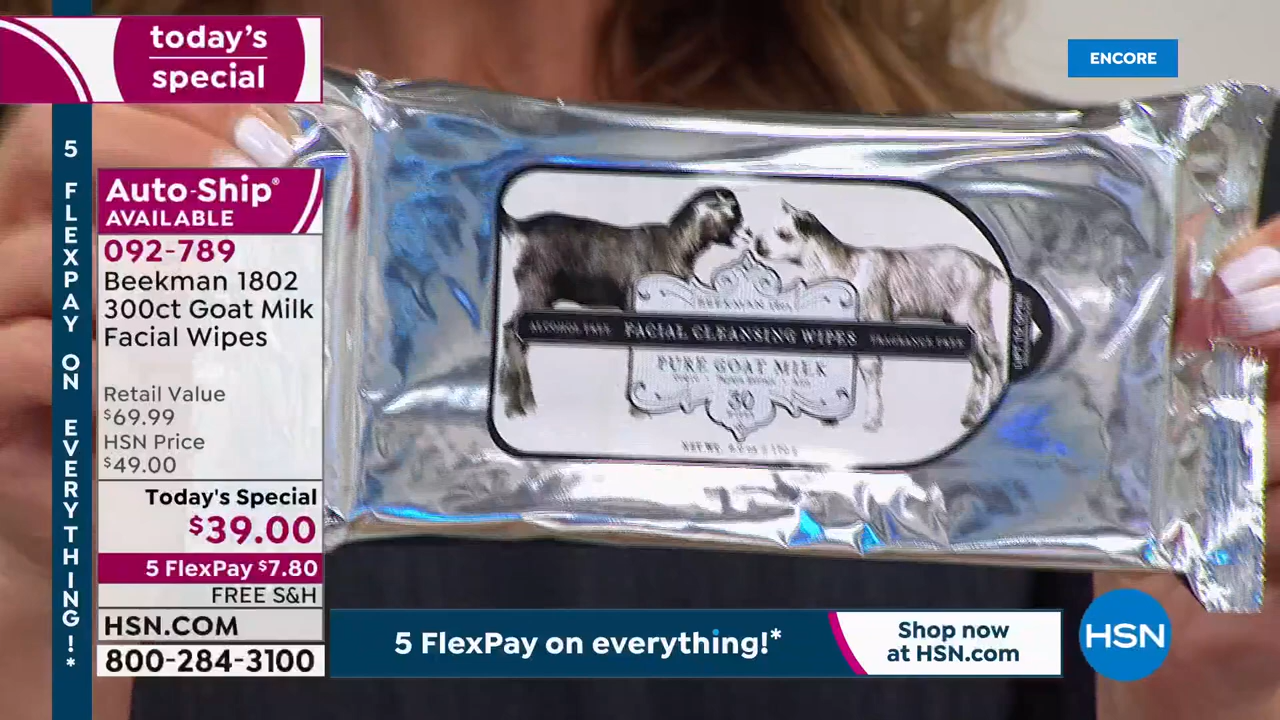 today's
special
ENCORE
5 FLEXPAY ON EVERYTHING!*
Auto-Ship®
AVAILABLE
092-789
Beekman 1802
300ct Goat Milk
Facial Wipes
Retail Value
$69.99
HSN Price
$49.00
Today's Special
$39.00
5 FlexPay $7.80
FREE S&H
HSN.COM
800-284-3100
BEEKMAN 1802
ALCOHOL FREE FACIAL CLEANSING WIPES FRAGRANCE FREE
PURE GOAT MILK
30
5 FlexPay on everything!*
Shop now
at HSN.com
HSN